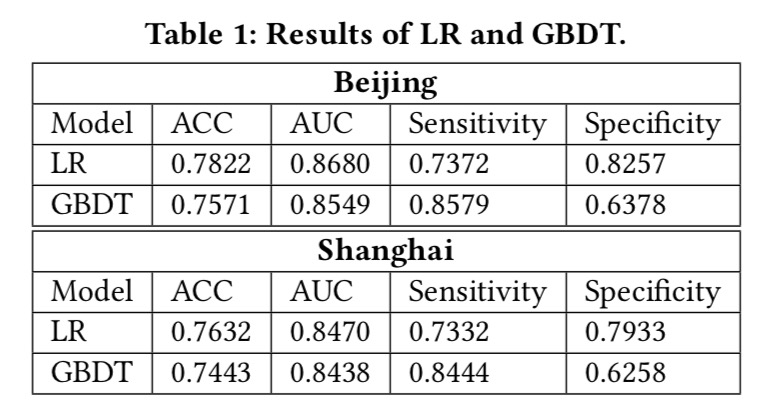 Table 1: Results of LR and GBDT.
Beijing
Model ACC AUC Sensitivity Specificity
LR 0.7822 0.8680 0.7372 0.8257
GBDT 0.7571 0.8549 0.8579 0.6378
Shanghai
Model ACC AUC Sensitivity Specificity
LR 0.7632 0.8470 0.7332 0.7933
GBDT 0.7443 0.8438 0.8444 0.6258